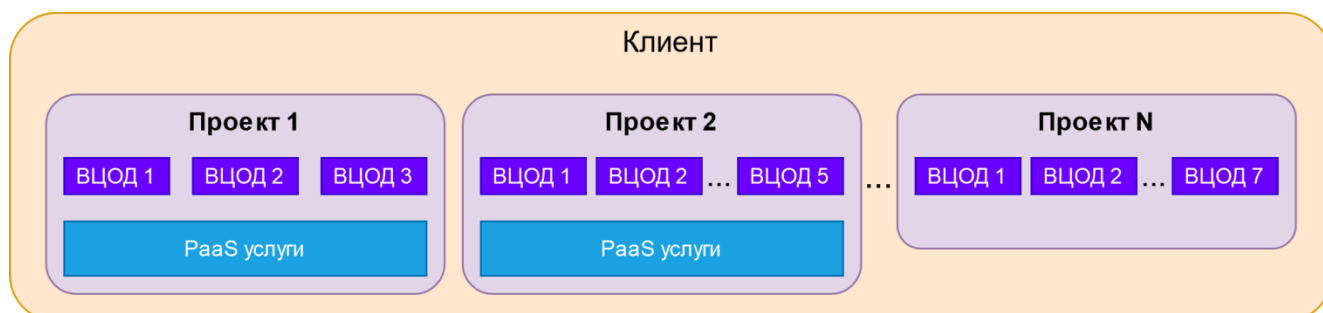 Клиент
Проект 1
Проект 2
Проект N
ВЦОД 1 ВЦОД 2 ВЦОД 3
ВЦОД 1 ВЦОД 2 ... ВЦОД 5
...
ВЦОД 1 ВЦОД 2 ... ВЦОД 7
PaaS услуги
PaaS услуги